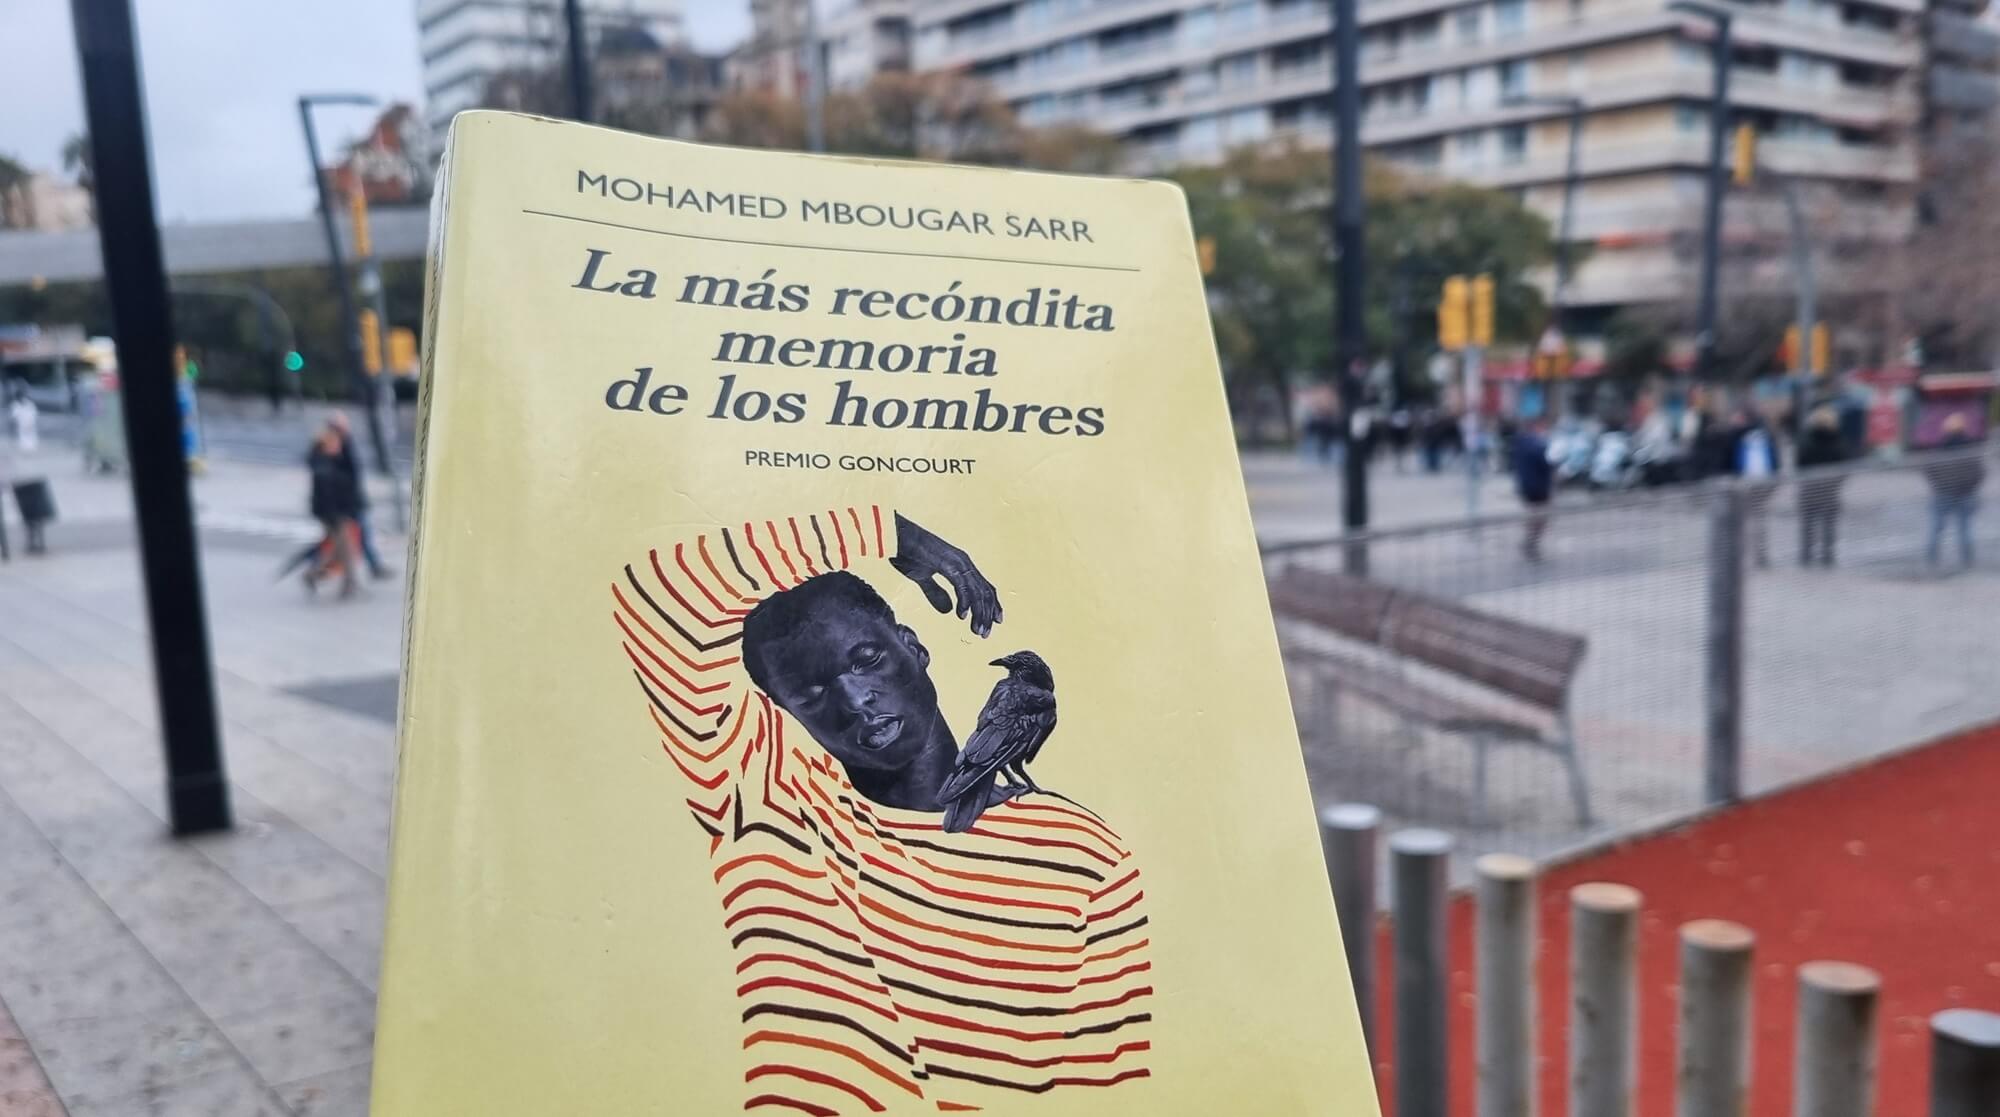 MOHAMED MBOUGAR SARR
La más recóndita
memoria
de los hombres
PREMIO GONCOURT